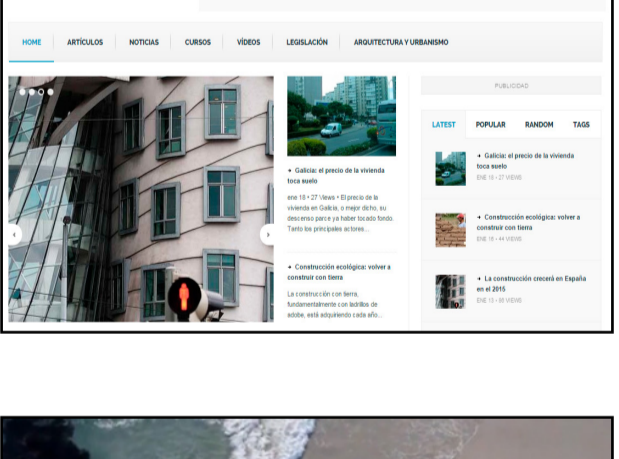 HOME ARTÍCULOS NOTICIAS CURSOS VÍDEOS LEGISLACIÓN ARQUITECTURA Y URBANISMO
Galicia: el precio de la vivienda
toca suelo
ene 18 • 27 Views • El precio de la
vivienda en Galicia, o mejor dicho, su
descenso parece ya haber tocado fondo.
Tanto los principales actores...
Construcción ecológica: volver a
construir con tierra
La construcción con tierra,
fundamentalmente con ladrillos de
adobe, está adquiriendo cada año...
PUBLICIDAD
LATEST POPULAR RANDOM TAGS
Galicia: el precio de la vivienda
toca suelo
ENE 18 - 27 VIEWS
Construcción ecológica: volver a
construir con tierra
ENE 15 - 44 VIEWS
La construcción crecerá en España
en el 2015
ENE 13 - VIEWS